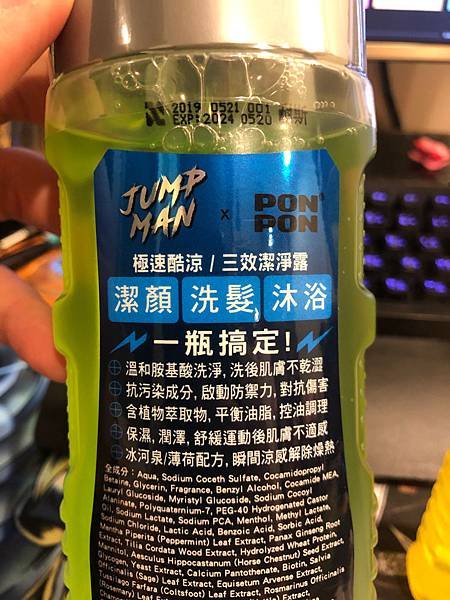 2019 0521 001
EXP: 2024 0520
JUMP MAN x PON PON
極速酷涼 / 三效潔淨露
潔顏 洗髮 沐浴
一瓶搞定!
溫和胺基酸洗淨, 洗後肌膚不乾澀
抗污染成分, 啟動防禦力, 對抗傷害
含植物萃取物, 平衡油脂, 控油調理
保濕, 潤澤, 舒緩運動後肌膚不適感
冰河泉/薄荷配方, 瞬間涼感解除燥熱
全成分: Aqua, Sodium Coceth Sulfate, Cocamidopropyl
Betaine, Glycerin, Fragrance, Benzyl Alcohol, Cocamide MEA,
Lauryl Glucoside, Myristyl Glucoside, Sodium Cocoyl
Alaninate, Polyquaternium-7, PEG-40 Hydrogenated Castor
Oil, Sodium Lactate, Sodium PCA, Menthol, Methyl Lactate,
Sodium Chloride, Lactic Acid, Benzoic Acid, Sorbic Acid,
Mentha Piperita (Peppermint) Leaf Extract, Panax Ginseng Root
Extract, Tilia Cordata Wood Extract, Hydrolyzed Wheat Protein,
Mannitol, Aesculus Hippocastanum (Horse Chestnut) Seed Extract,
Glycogen, Yeast Extract, Calcium Pantothenate, Biotin, Salvia
Officinalis (Sage) Leaf Extract, Equisetum Arvense Extract,
Tussilago Farfara (Coltsfoot) Leaf Extract, Rosmarinus Officinalis
(Rosemary) Leaf Extract,
Extract,